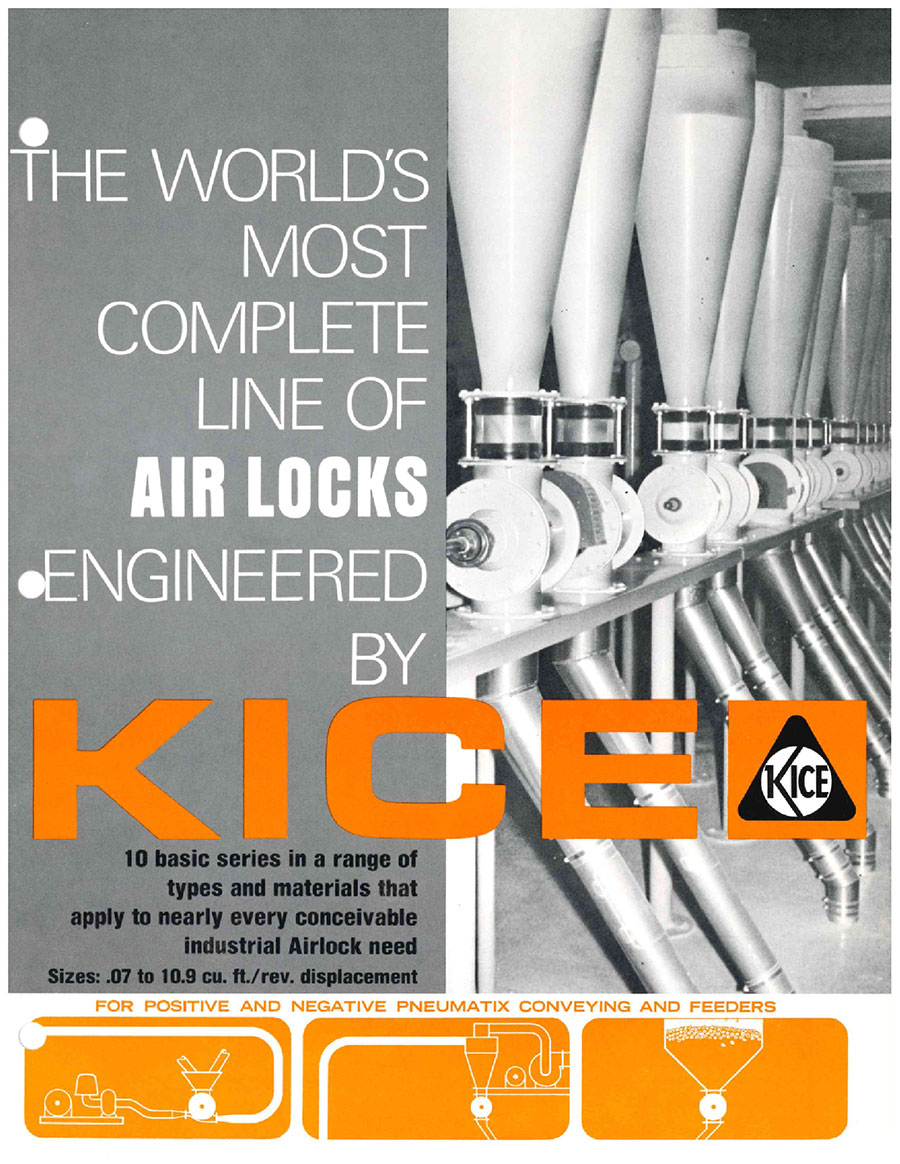 THE WORLD'S
MOST
COMPLETE
LINE OF
AIR LOCKS
ENGINEERED
BY
KICE
KICE
10 basic series in a range of
types and materials that
apply to nearly every conceivable
industrial Airlock need
Sizes: .07 to 10.9 cu. ft./rev. displacement
FOR POSITIVE AND NEGATIVE PNEUMATIX CONVEYING AND FEEDERS